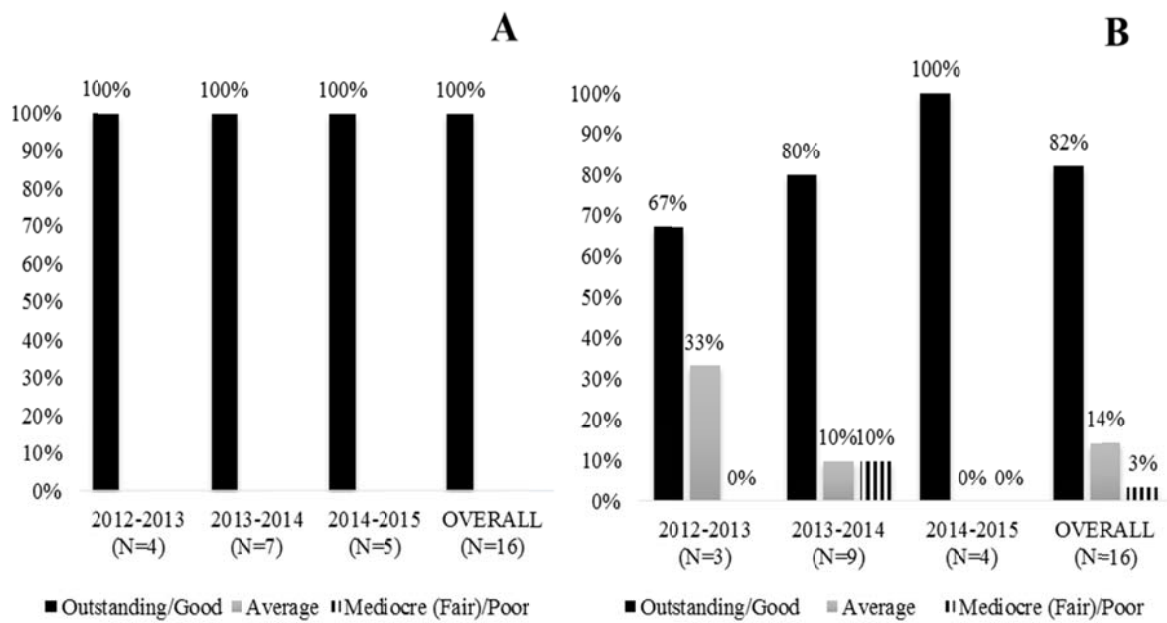 A
100% 100% 100% 100%
100%
90%
80%
70%
60%
50%
40%
30%
20%
10%
0%
2012-2013 2013-2014 2014-2015 OVERALL
(N=4) (N=7) (N=5) (N=16)
Outstanding/Good Average Mediocre (Fair)/Poor
B
100%
90%
80%
70%
60%
50%
40%
30%
20%
10%
0%
67% 33% 0%
80% 10% 10%
100% 0% 0%
82% 14% 3%
2012-2013 2013-2014 2014-2015 OVERALL
(N=3) (N=9) (N=4) (N=16)
Outstanding/Good Average Mediocre (Fair)/Poor